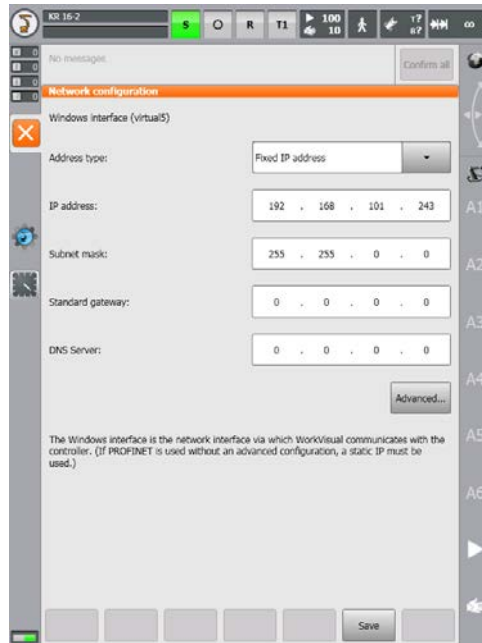 KR 16-2
S O R T1 100 10 T? B? ∞
0
0
0
0
No messages.
Confirm all
Network configuration
Windows interface (virtual5)
Address type: Fixed IP address
IP address: 192 . 168 . 101 . 243
Subnet mask: 255 . 255 . 0 . 0
Standard gateway: 0 . 0 . 0 . 0
DNS Server: 0 . 0 . 0 . 0
Advanced...
The Windows interface is the network interface via which WorkVisual communicates with the
controller. (If PROFINET is used without an advanced configuration, a static IP must be
used.)
A1
A2
A3
A4
A5
A6
Save